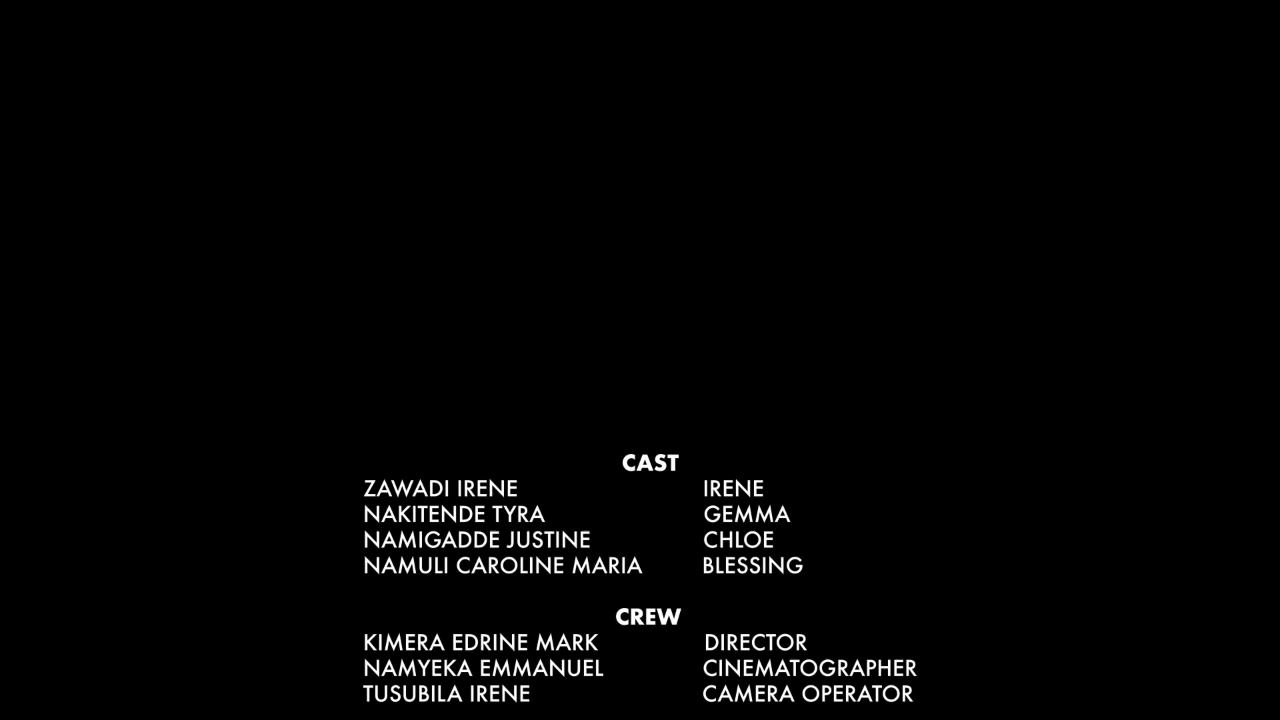 CAST
ZAWADI IRENE IRENE
NAKITENDE TYRA GEMMA
NAMIGADDE JUSTINE CHLOE
NAMULI CAROLINE MARIA BLESSING
CREW
KIMERA EDRINE MARK DIRECTOR
NAMYEKA EMMANUEL CINEMATOGRAPHER
TUSUBILA IRENE CAMERA OPERATOR